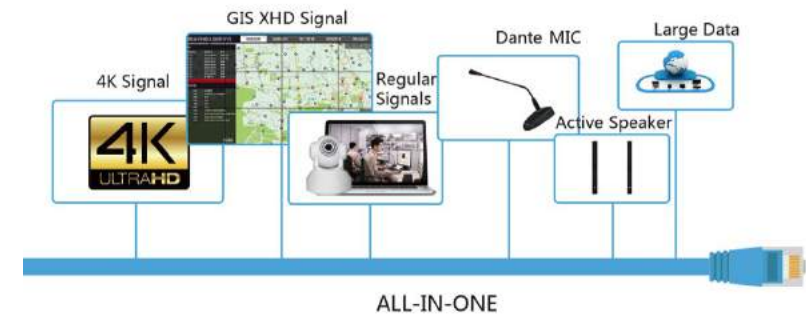 GIS XHD Signal
Dante MIC
Large Data
4K Signal
Regular
Signals
Active Speaker
4K
ULTRAHD
ALL-IN-ONE